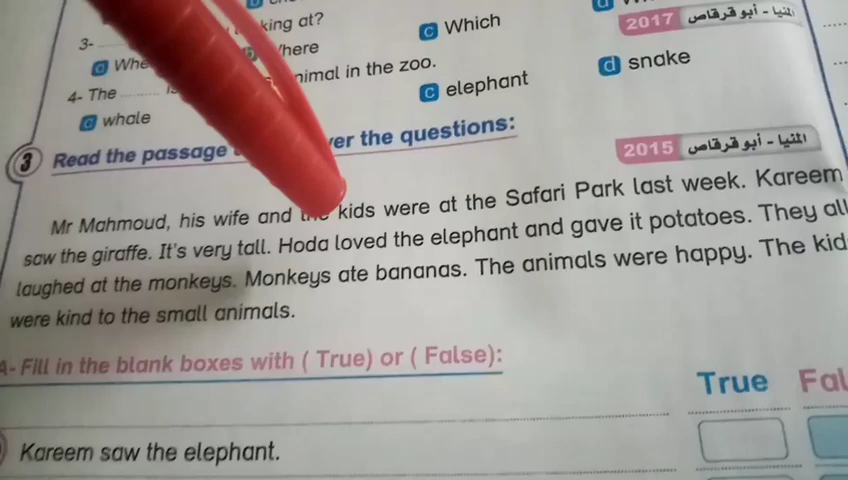 king at?
3-
c Which
2017 المنيا - أبو قرقاص
a Whe
here
4- The ........ is
nimal in the zoo.
a whale
c elephant
d snake
3 Read the passage
er the questions:
2015 المنيا - أبو قرقاص
Mr Mahmoud, his wife and the kids were at the Safari Park last week. Kareem
saw the giraffe. It's very tall. Hoda loved the elephant and gave it potatoes. They all
laughed at the monkeys. Monkeys ate bananas. The animals were happy. The kid
were kind to the small animals.
A- Fill in the blank boxes with ( True) or ( False):
True Fal
Kareem saw the elephant.